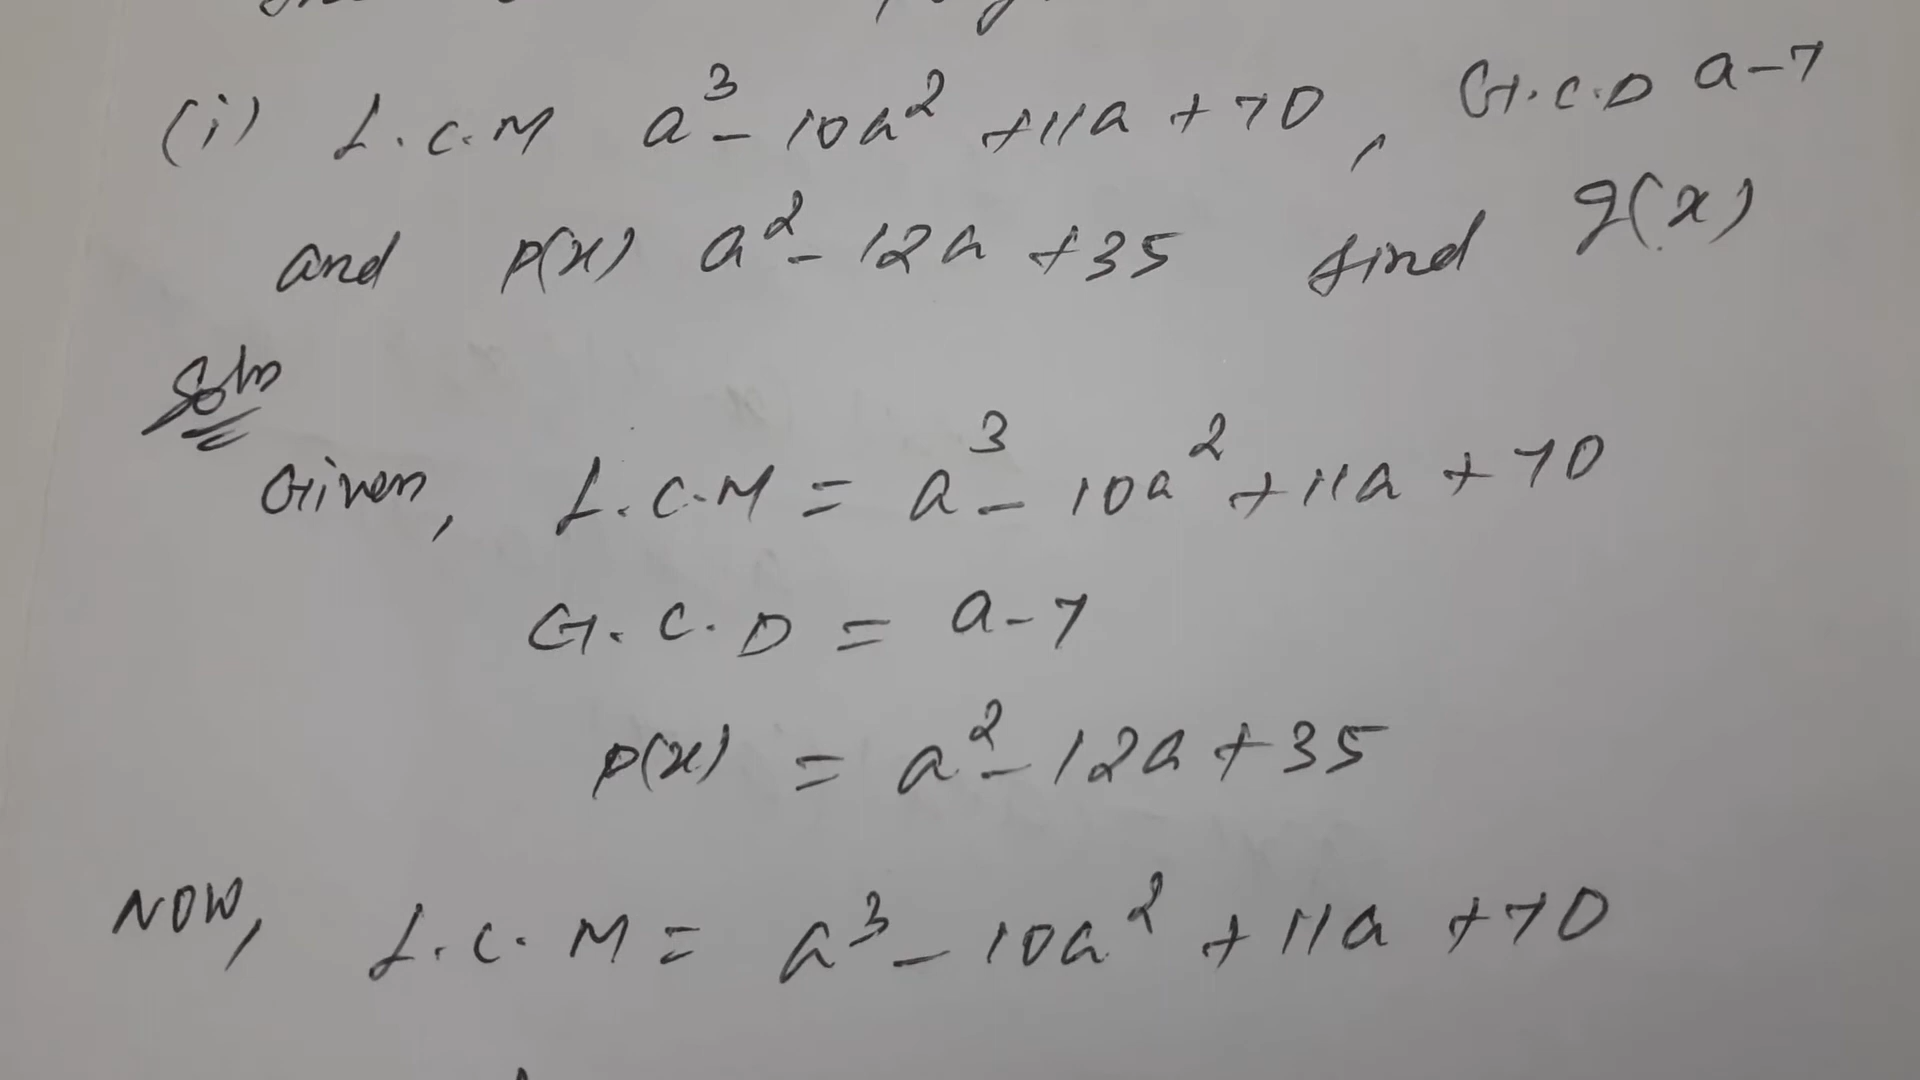 (i) L.C.M a³ - 10a² + 11a + 70, G.C.D a-7
and p(x) a² - 12a + 35 find q(x)
Soln
Given, L.C.M = a³ - 10a² + 11a + 70
G.C.D = a-7
p(x) = a² - 12a + 35
NOW, L.C.M = a³ - 10a² + 11a + 70